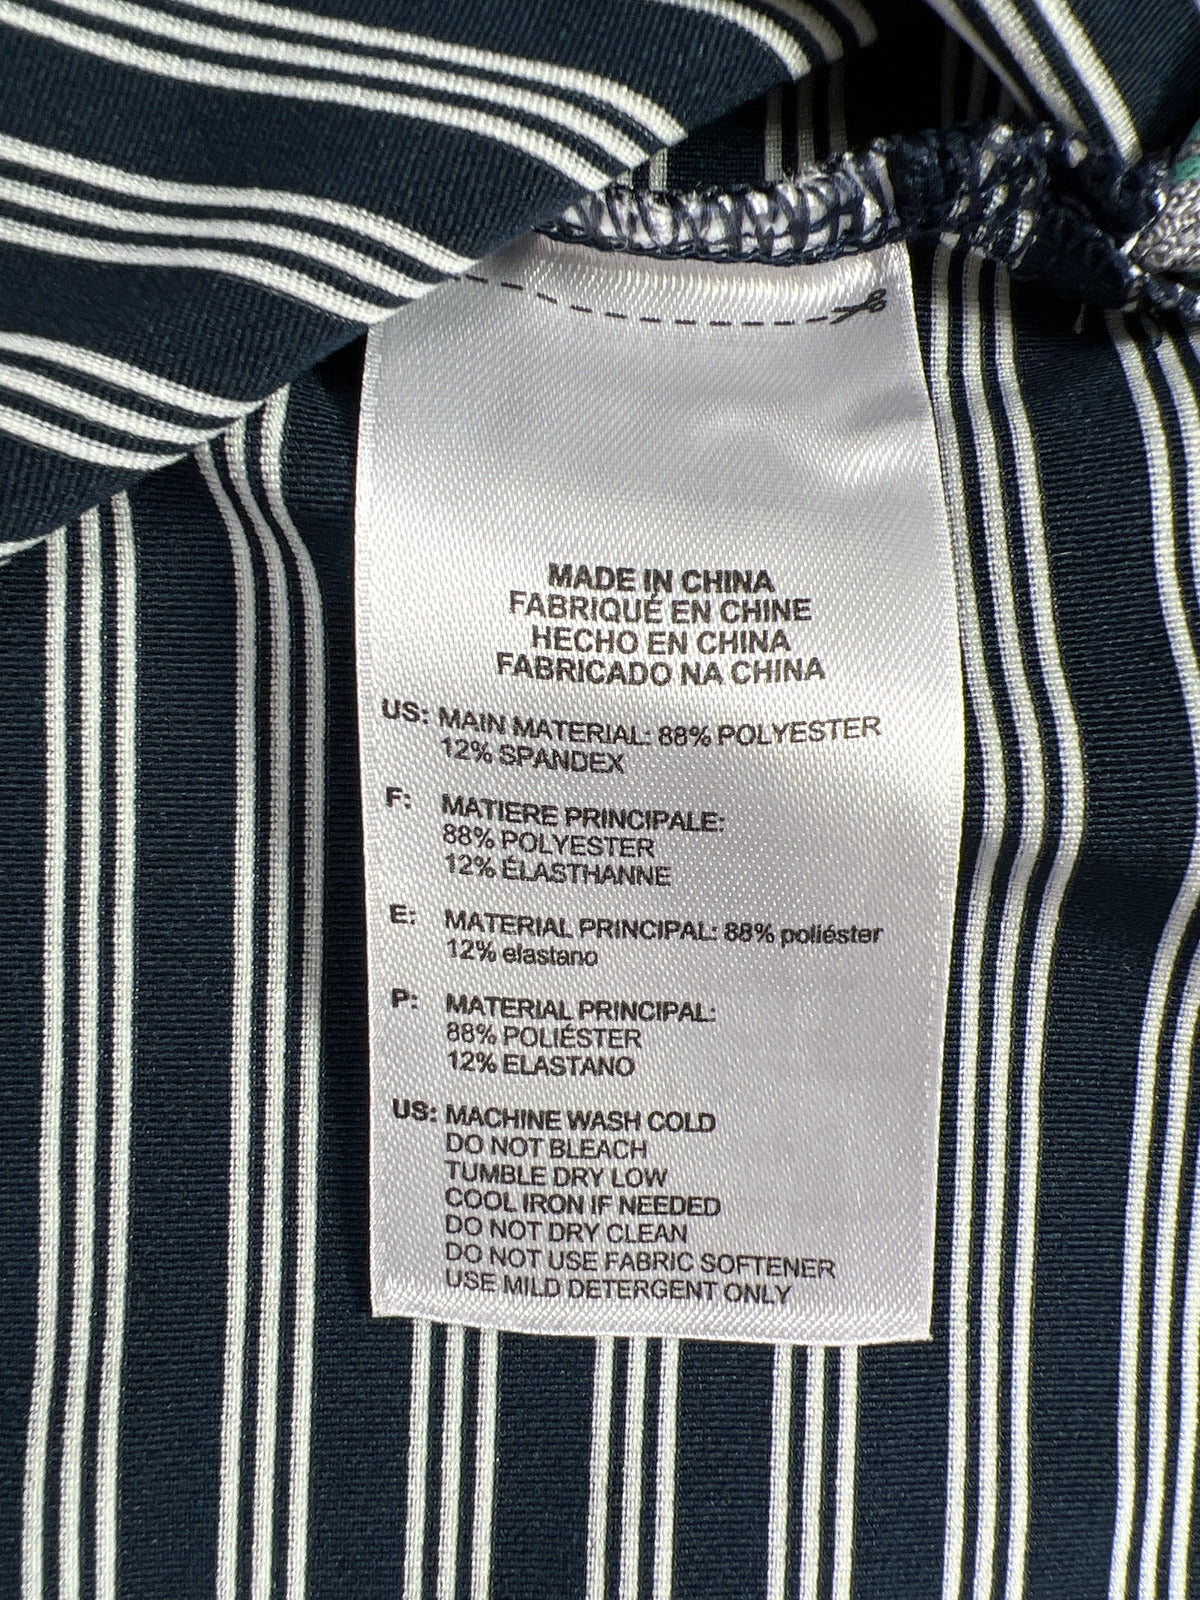 MADE IN CHINA
FABRIQUÉ EN CHINE
HECHO EN CHINA
FABRICADO NA CHINA
US: MAIN MATERIAL: 88% POLYESTER
12% SPANDEX
F: MATIERE PRINCIPALE:
88% POLYESTER
12% ÉLASTHANNE
E: MATERIAL PRINCIPAL: 88% poliéster
12% elastano
P: MATERIAL PRINCIPAL:
88% POLIÉSTER
12% ELASTANO
US: MACHINE WASH COLD
DO NOT BLEACH
TUMBLE DRY LOW
COOL IRON IF NEEDED
DO NOT DRY CLEAN
DO NOT USE FABRIC SOFTENER
USE MILD DETERGENT ONLY